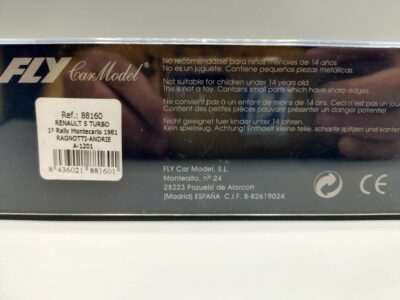 FLY Car Model®
No recomendado para niños menores de 14 años
No es un juguete. Contiene pequeñas piezas metálicas.
Not suitable for children under 14 years old.
This is not a toy. Contains small parts which have sharp edges.
Ne convient pas à un enfant de moins de 14 ans. Ceci n'est pas un jouet
Contient des petites pièces pouvant présenter un danger
Nicht geeignet fuer kinder unter 14 jahren.
Kein spielzeug. Achtung! Enthaelt kleine teile, scharfe spitzen und kanten
Ref.: 88160
RENAULT 5 TURBO
1º Rally Montecarlo 1981
RAGNOTTI-ANDRIE
A-1201
8 436021 881601
FLY Car Model, S.L.
Montealto, nº 24
28223 Pozuelo de Alarcón
(Madrid) ESPAÑA C.I.F. B-82619024
CE